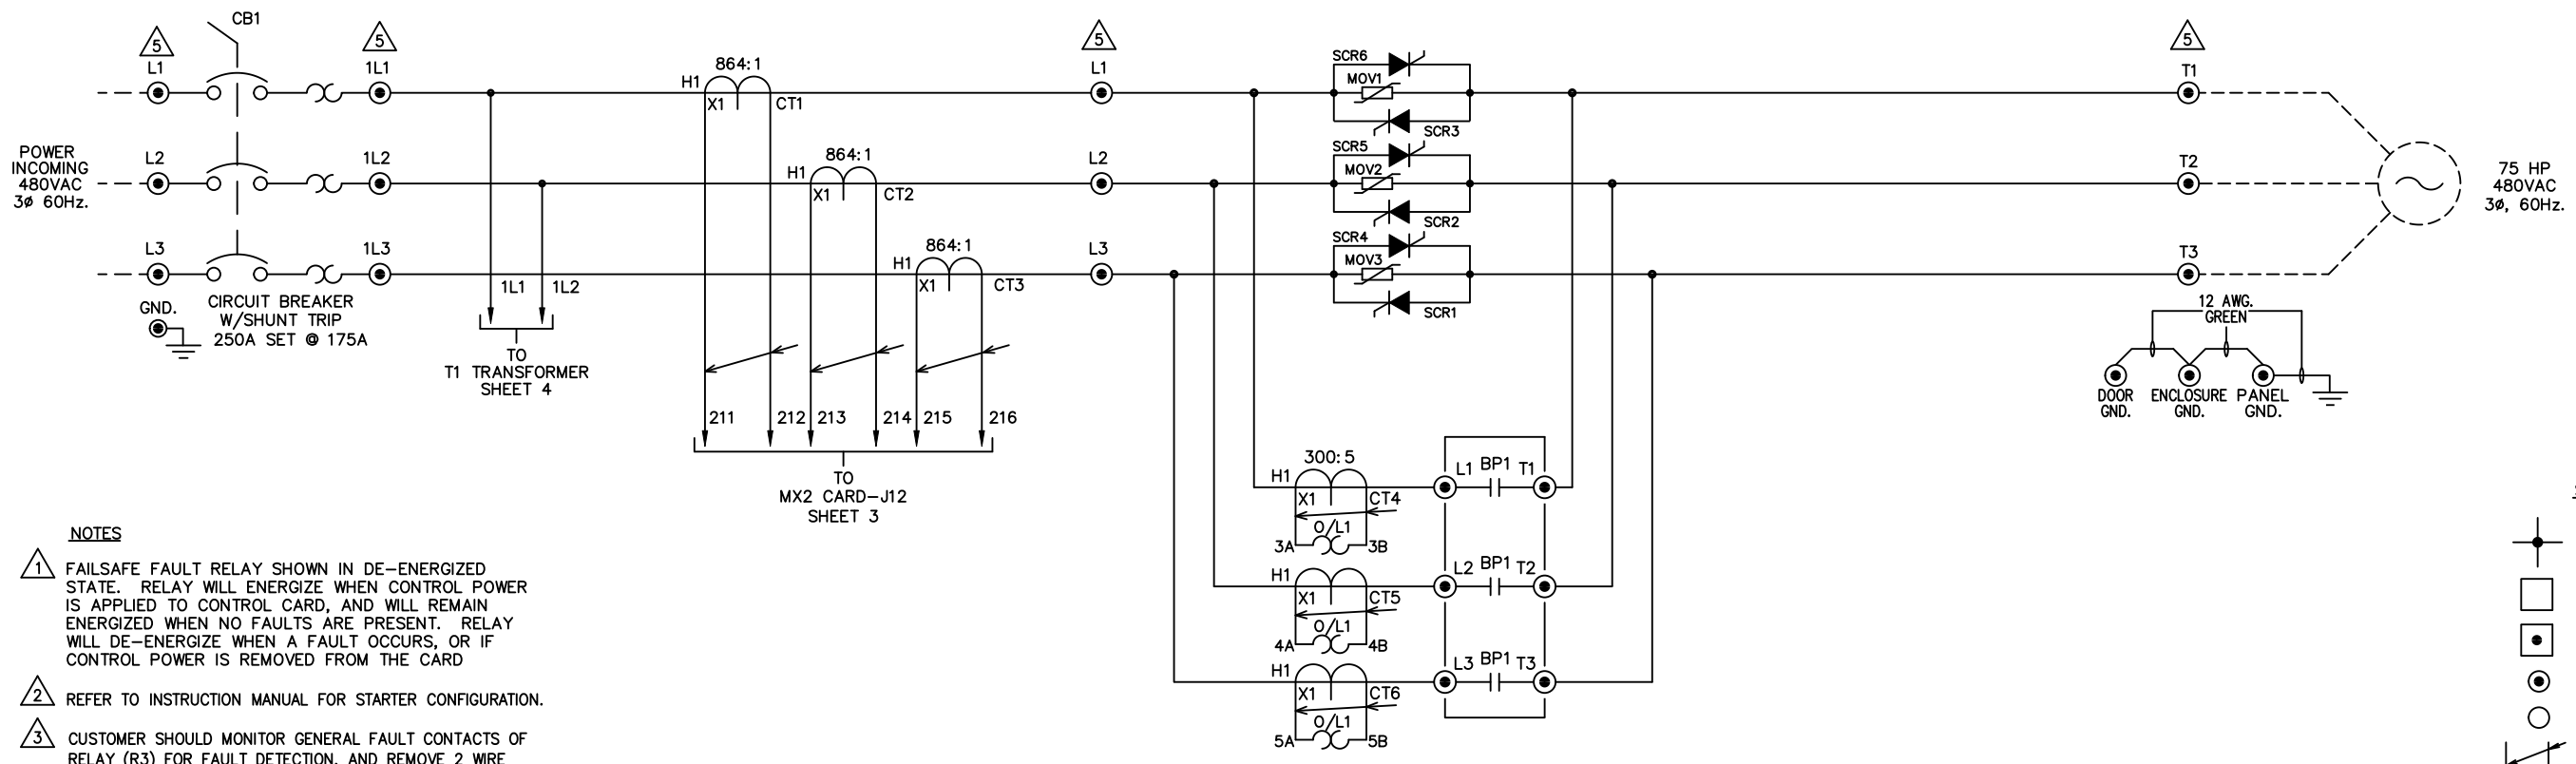 CB1
5
5
5
5
L1
1L1
864:1
H1
X1
CT1
L1
SCR6
MOV1
SCR3
T1
POWER
INCOMING
480VAC
3ø 60Hz.
L2
1L2
864:1
H1
X1
CT2
L2
SCR5
MOV2
SCR2
T2
75 HP
480VAC
3ø, 60Hz.
L3
1L3
864:1
H1
X1
CT3
L3
SCR4
MOV3
SCR1
T3
GND.
CIRCUIT BREAKER
W/SHUNT TRIP
250A SET @ 175A
1L1
1L2
TO
T1 TRANSFORMER
SHEET 4
12 AWG.
GREEN
DOOR
GND.
ENCLOSURE
GND.
PANEL
GND.
211
212
213
214
215
216
TO
MX2 CARD-J12
SHEET 3
300:5
H1
X1
CT4
O/L1
3A
3B
L1
BP1
T1
H1
X1
CT5
O/L1
4A
4B
L2
BP1
T2
H1
X1
CT6
O/L1
5A
5B
L3
BP1
T3
NOTES
1
FAILSAFE FAULT RELAY SHOWN IN DE-ENERGIZED
STATE. RELAY WILL ENERGIZE WHEN CONTROL POWER
IS APPLIED TO CONTROL CARD, AND WILL REMAIN
ENERGIZED WHEN NO FAULTS ARE PRESENT. RELAY
WILL DE-ENERGIZE WHEN A FAULT OCCURS, OR IF
CONTROL POWER IS REMOVED FROM THE CARD
2
REFER TO INSTRUCTION MANUAL FOR STARTER CONFIGURATION.
3
CUSTOMER SHOULD MONITOR GENERAL FAULT CONTACTS OF
RELAY (R3) FOR FAULT DETECTION, AND REMOVE 2 WIRE